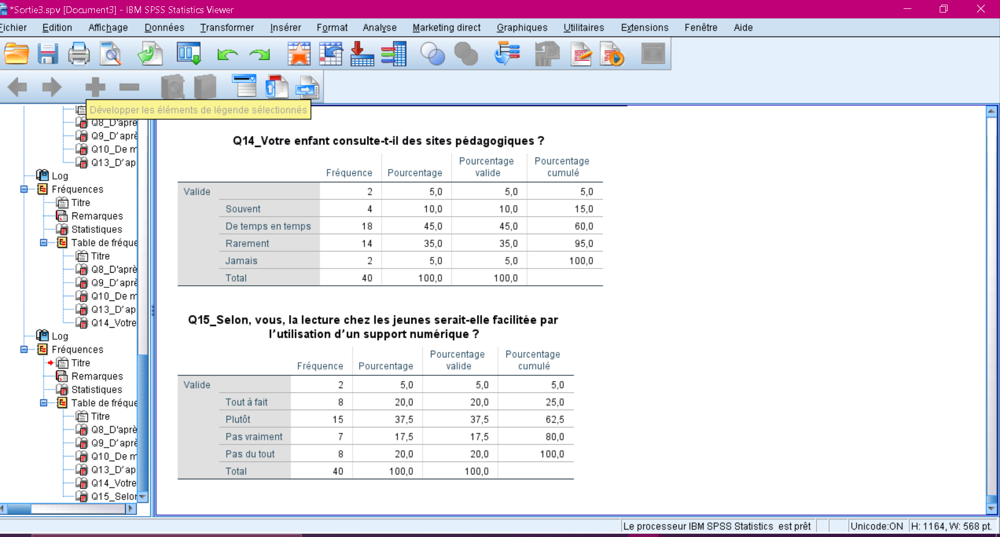 *Sortie3.spv [Document3] - IBM SPSS Statistics Viewer
Fichier Edition Affichage Données Transformer Insérer Format Analyse Marketing direct Graphiques Utilitaires Extensions Fenêtre Aide
Développer les éléments de légende sélectionnés
Q8_D'apre
Q9_D'aprè
Q10_De m
Q13_D'ap
Log
Fréquences
Titre
Remarques
Statistiques
Table de fréque
Titre
Q8_D'aprè
Q9_D'aprè
Q10_De m
Q13_D'ap
Q14_Votre
Log
Fréquences
Titre
Remarques
Statistiques
Table de fréque
Titre
Q8_D'aprè
Q9_D'aprè
Q10_De m
Q13_D'ap
Q14_Votre
Q15_Selon
Q14_Votre enfant consulte-t-il des sites pédagogiques ?
Fréquence Pourcentage Pourcentage valide Pourcentage cumulé
Valide 2 5,0 5,0 5,0
Souvent 4 10,0 10,0 15,0
De temps en temps 18 45,0 45,0 60,0
Rarement 14 35,0 35,0 95,0
Jamais 2 5,0 5,0 100,0
Total 40 100,0 100,0
Q15_Selon, vous, la lecture chez les jeunes serait-elle facilitée par
l'utilisation d'un support numérique ?
Fréquence Pourcentage Pourcentage valide Pourcentage cumulé
Valide 2 5,0 5,0 5,0
Tout à fait 8 20,0 20,0 25,0
Plutôt 15 37,5 37,5 62,5
Pas vraiment 7 17,5 17,5 80,0
Pas du tout 8 20,0 20,0 100,0
Total 40 100,0 100,0
Le processeur IBM SPSS Statistics est prêt Unicode:ON H: 1164, W: 568 pt.